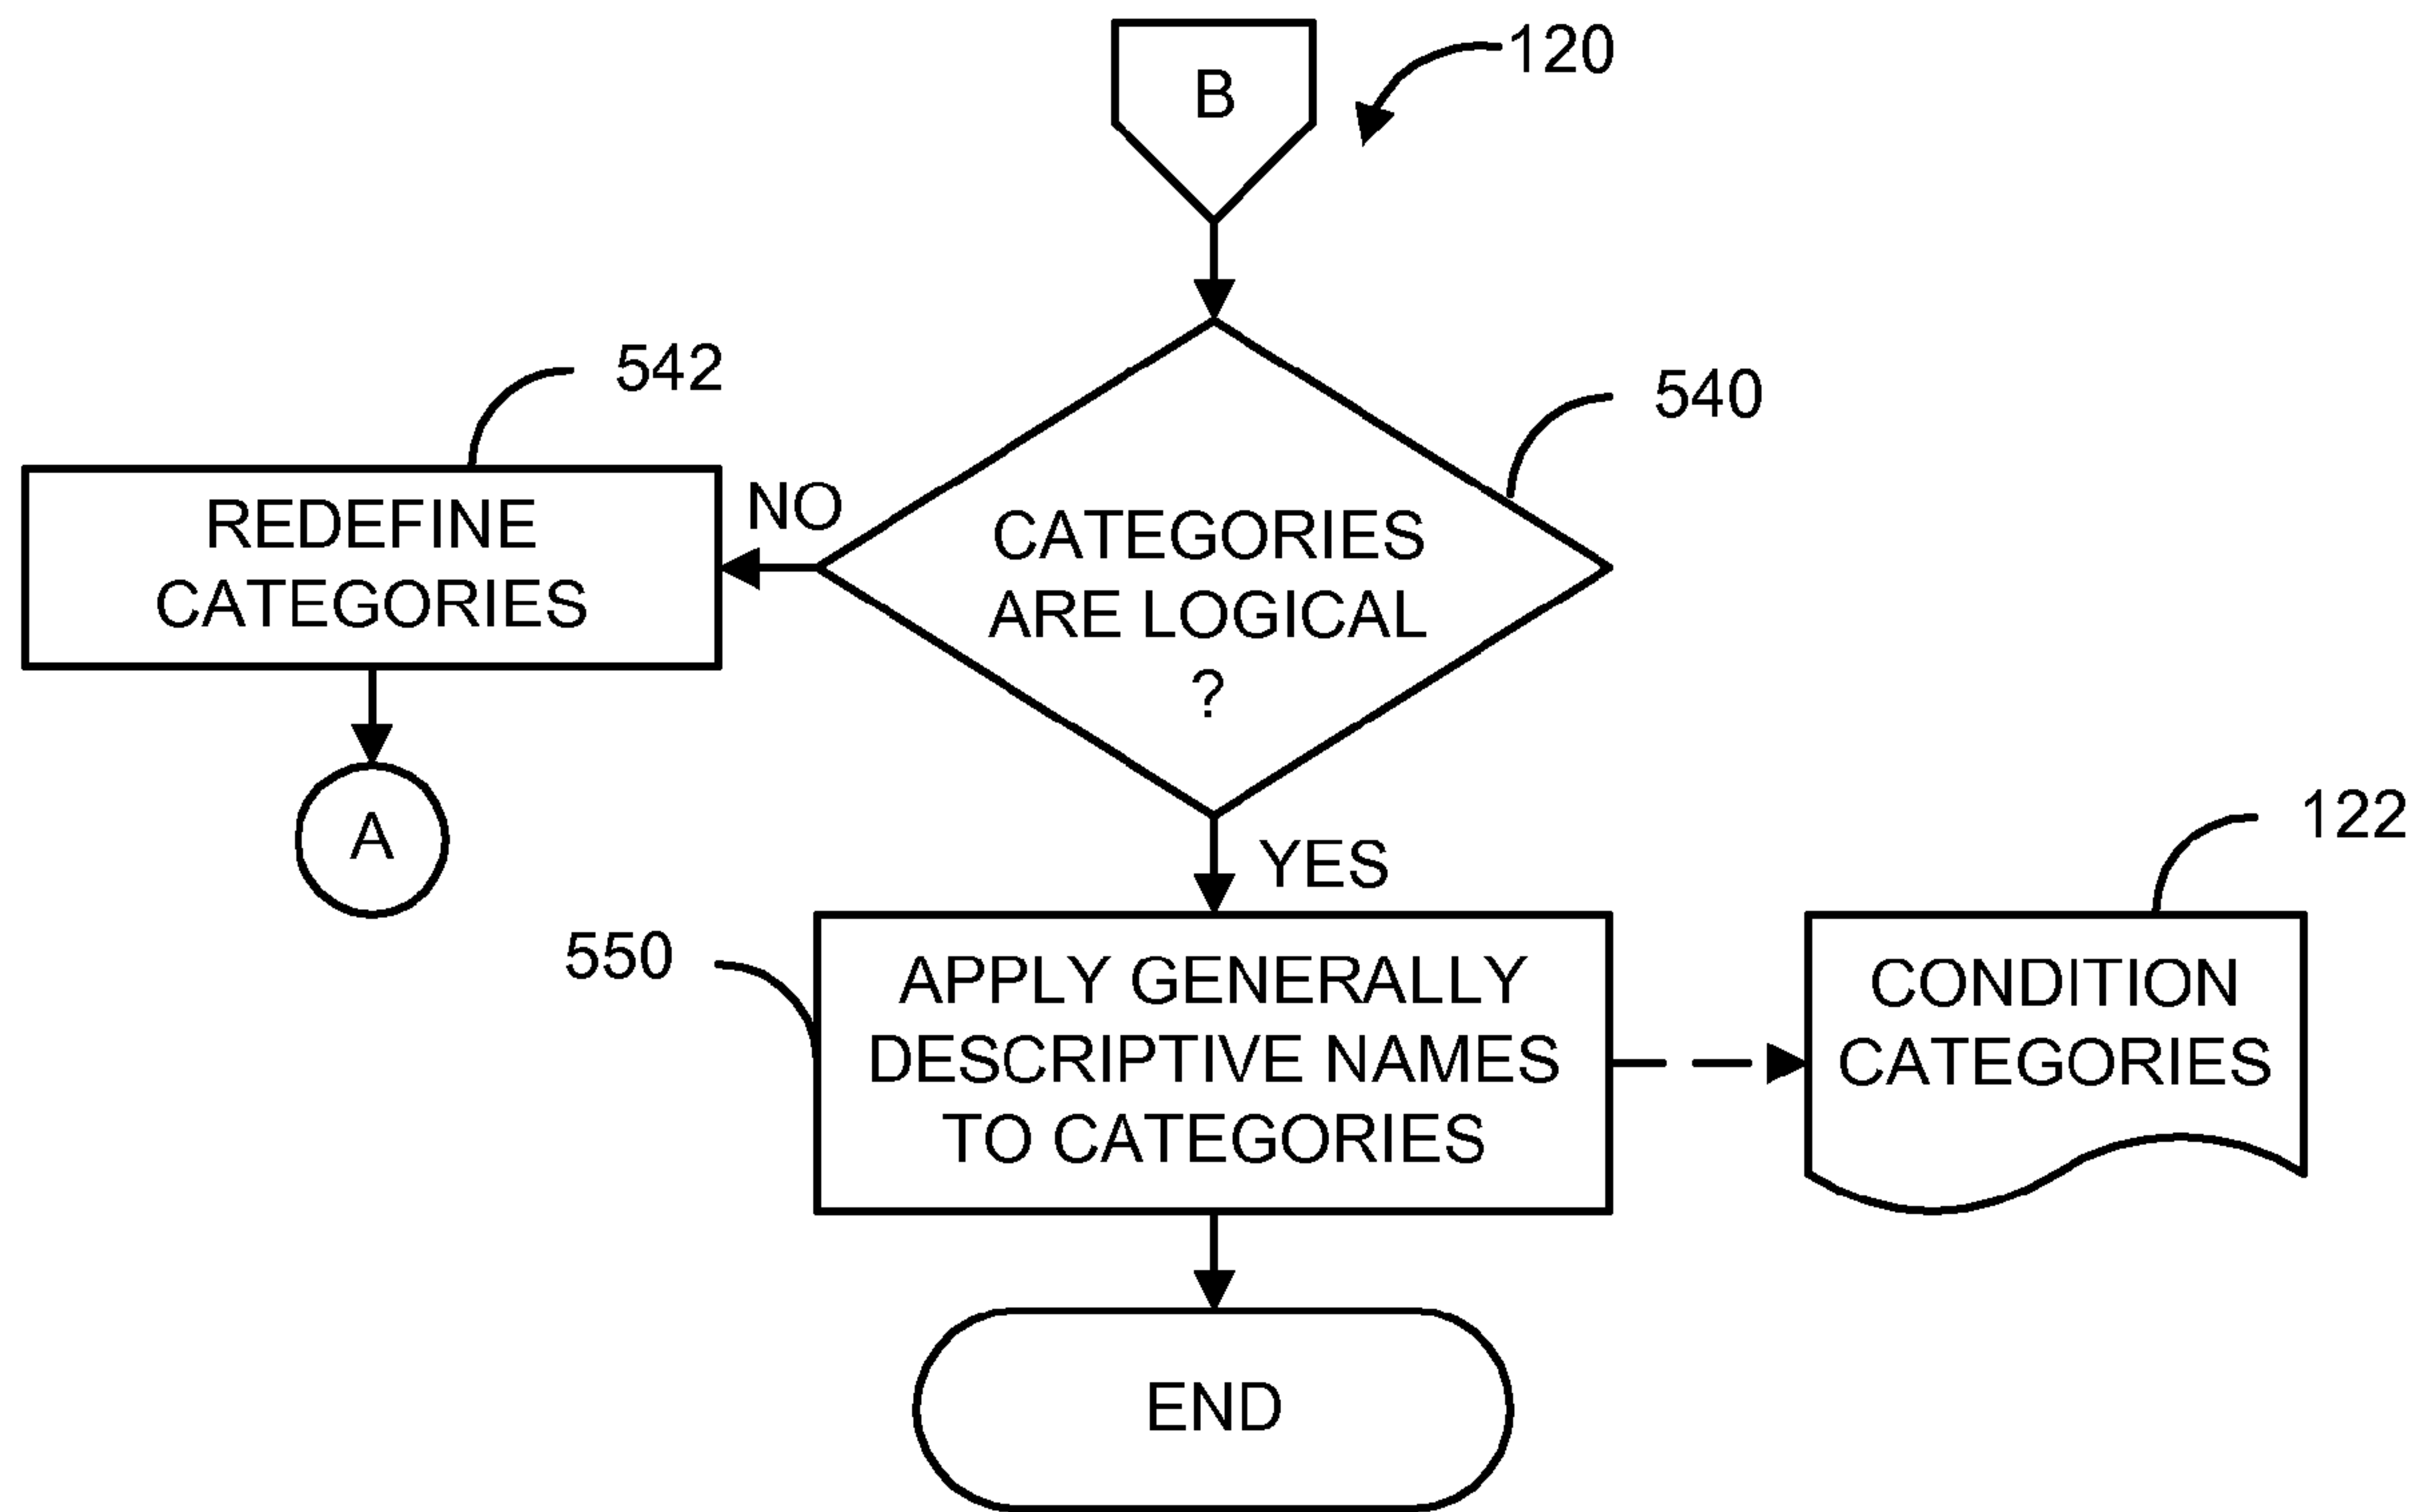 B
120
542
540
NO
REDEFINE
CATEGORIES
CATEGORIES
ARE LOGICAL
?
A
YES
122
550
APPLY GENERALLY
DESCRIPTIVE NAMES
TO CATEGORIES
CONDITION
CATEGORIES
END